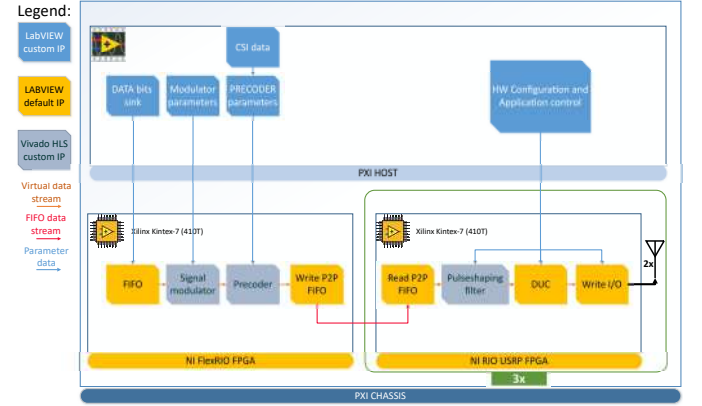 Legend:
LabVIEW
custom IP
LABVIEW
default IP
Vivado HLS
custom IP
Virtual data
stream
FIFO data
stream
Parameter
data
CSI data
DATA bits
sink
Modulator
parameters
PRECODER
parameters
HW Configuration and
Application control
PXI HOST
Xilinx Kintex-7 (410T)
Xilinx Kintex-7 (410T)
FIFO
Signal
modulator
Precoder
Write P2P
FIFO
Read P2P
FIFO
Pulseshaping
filter
DUC
Write I/O
2x
NI FlexRIO FPGA
NI RIO USRP FPGA
3x
PXI CHASSIS